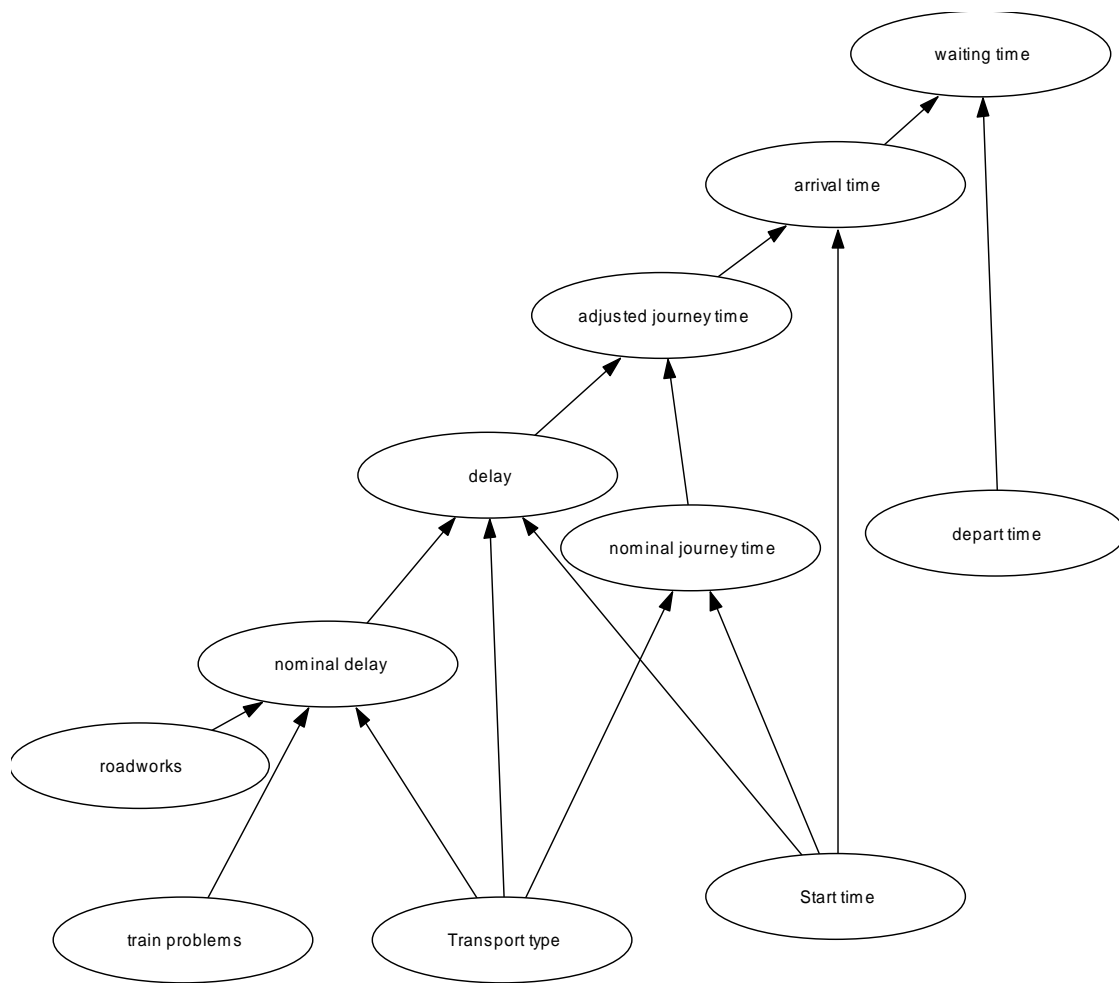 waiting time
arrival time
adjusted journey time
delay
depart time
nominal journey time
nominal delay
roadworks
Start time
train problems
Transport type